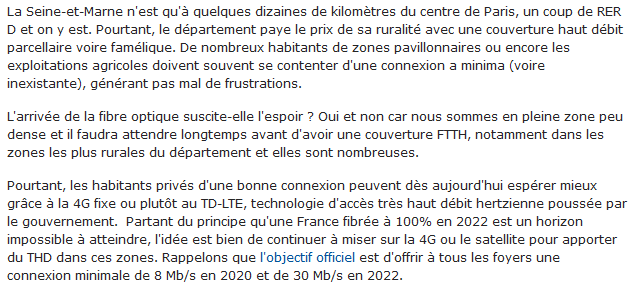 La Seine-et-Marne n'est qu'à quelques dizaines de kilomètres du centre de Paris, un coup de RER
D et on y est. Pourtant, le département paye le prix de sa ruralité avec une couverture haut débit
parcellaire voire famélique. De nombreux habitants de zones pavillonnaires ou encore les
exploitations agricoles doivent souvent se contenter d'une connexion a minima (voire
inexistante), générant pas mal de frustrations.
L'arrivée de la fibre optique suscite-elle l'espoir ? Oui et non car nous sommes en pleine zone peu
dense et il faudra attendre longtemps avant d'avoir une couverture FTTH, notamment dans les
zones les plus rurales du département et elles sont nombreuses.
Pourtant, les habitants privés d'une bonne connexion peuvent dès aujourd'hui espérer mieux
grâce à la 4G fixe ou plutôt au TD-LTE, technologie d'accès très haut débit hertzienne poussée par
le gouvernement.  Partant du principe qu'une France fibrée à 100% en 2022 est un horizon
impossible à atteindre, l'idée est bien de continuer à miser sur la 4G ou le satellite pour apporter
du THD dans ces zones. Rappelons que l'objectif officiel est d'offrir à tous les foyers une
connexion minimale de 8 Mb/s en 2020 et de 30 Mb/s en 2022.